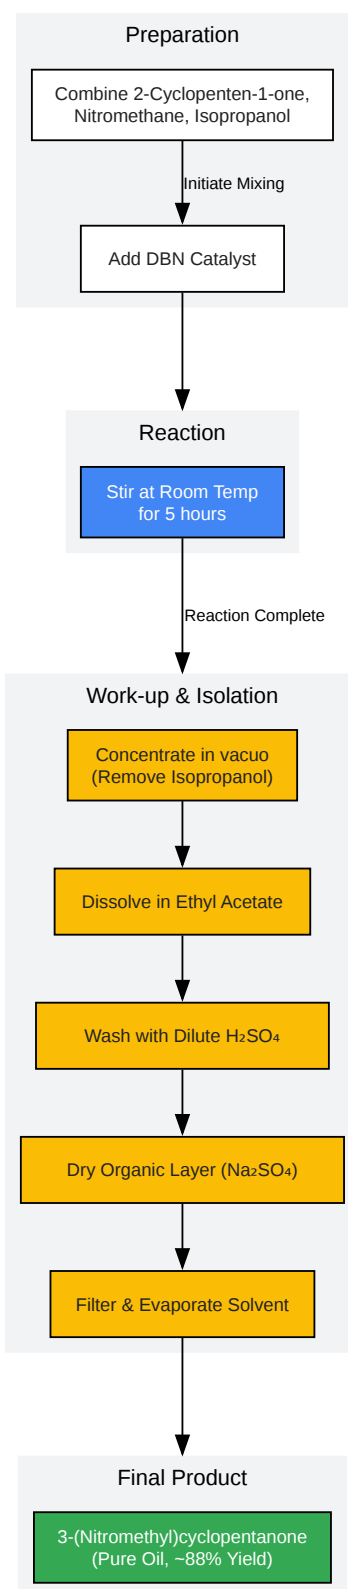 Preparation
Combine 2-Cyclopenten-1-one,
Nitromethane, Isopropanol
Initiate Mixing
Add DBN Catalyst
Reaction
Stir at Room Temp
for 5 hours
Reaction Complete
Work-up & Isolation
Concentrate in vacuo
(Remove Isopropanol)
Dissolve in Ethyl Acetate
Wash with Dilute H₂SO₄
Dry Organic Layer (Na₂SO₄)
Filter & Evaporate Solvent
Final Product
3-(Nitromethyl)cyclopentanone
(Pure Oil, ~88% Yield)